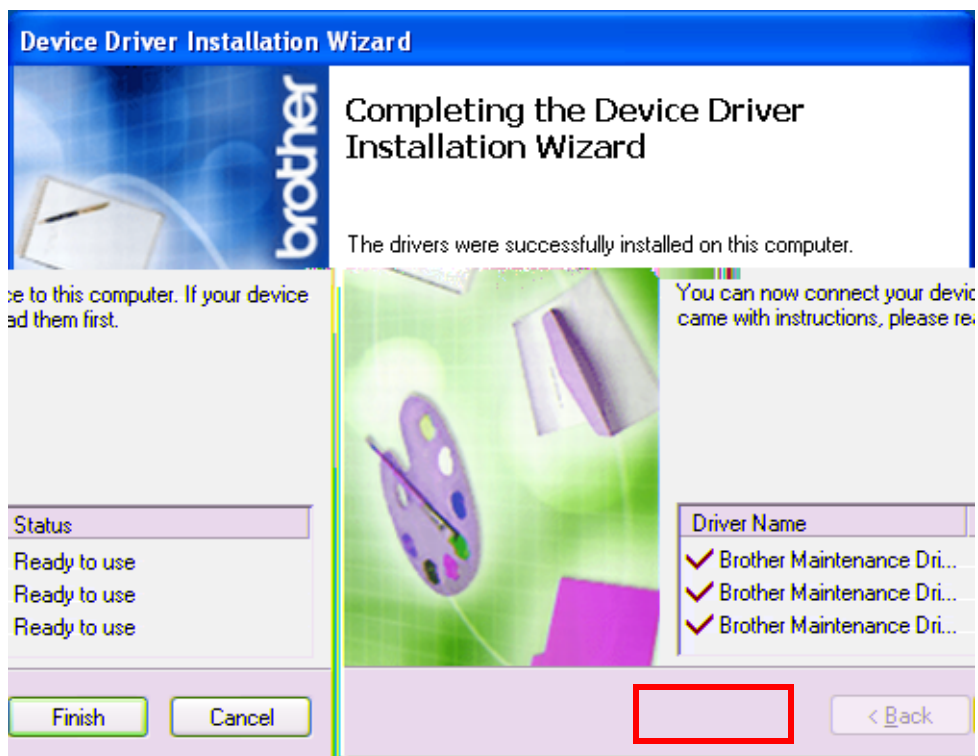 Device Driver Installation Wizard
brother
Completing the Device Driver
Installation Wizard
The drivers were successfully installed on this computer.
ce to this computer. If your device
ad them first.
You can now connect your devic
came with instructions, please rea
Status
Ready to use
Ready to use
Ready to use
Driver Name
Brother Maintenance Dri...
Brother Maintenance Dri...
Brother Maintenance Dri...
Finish
Cancel
< Back